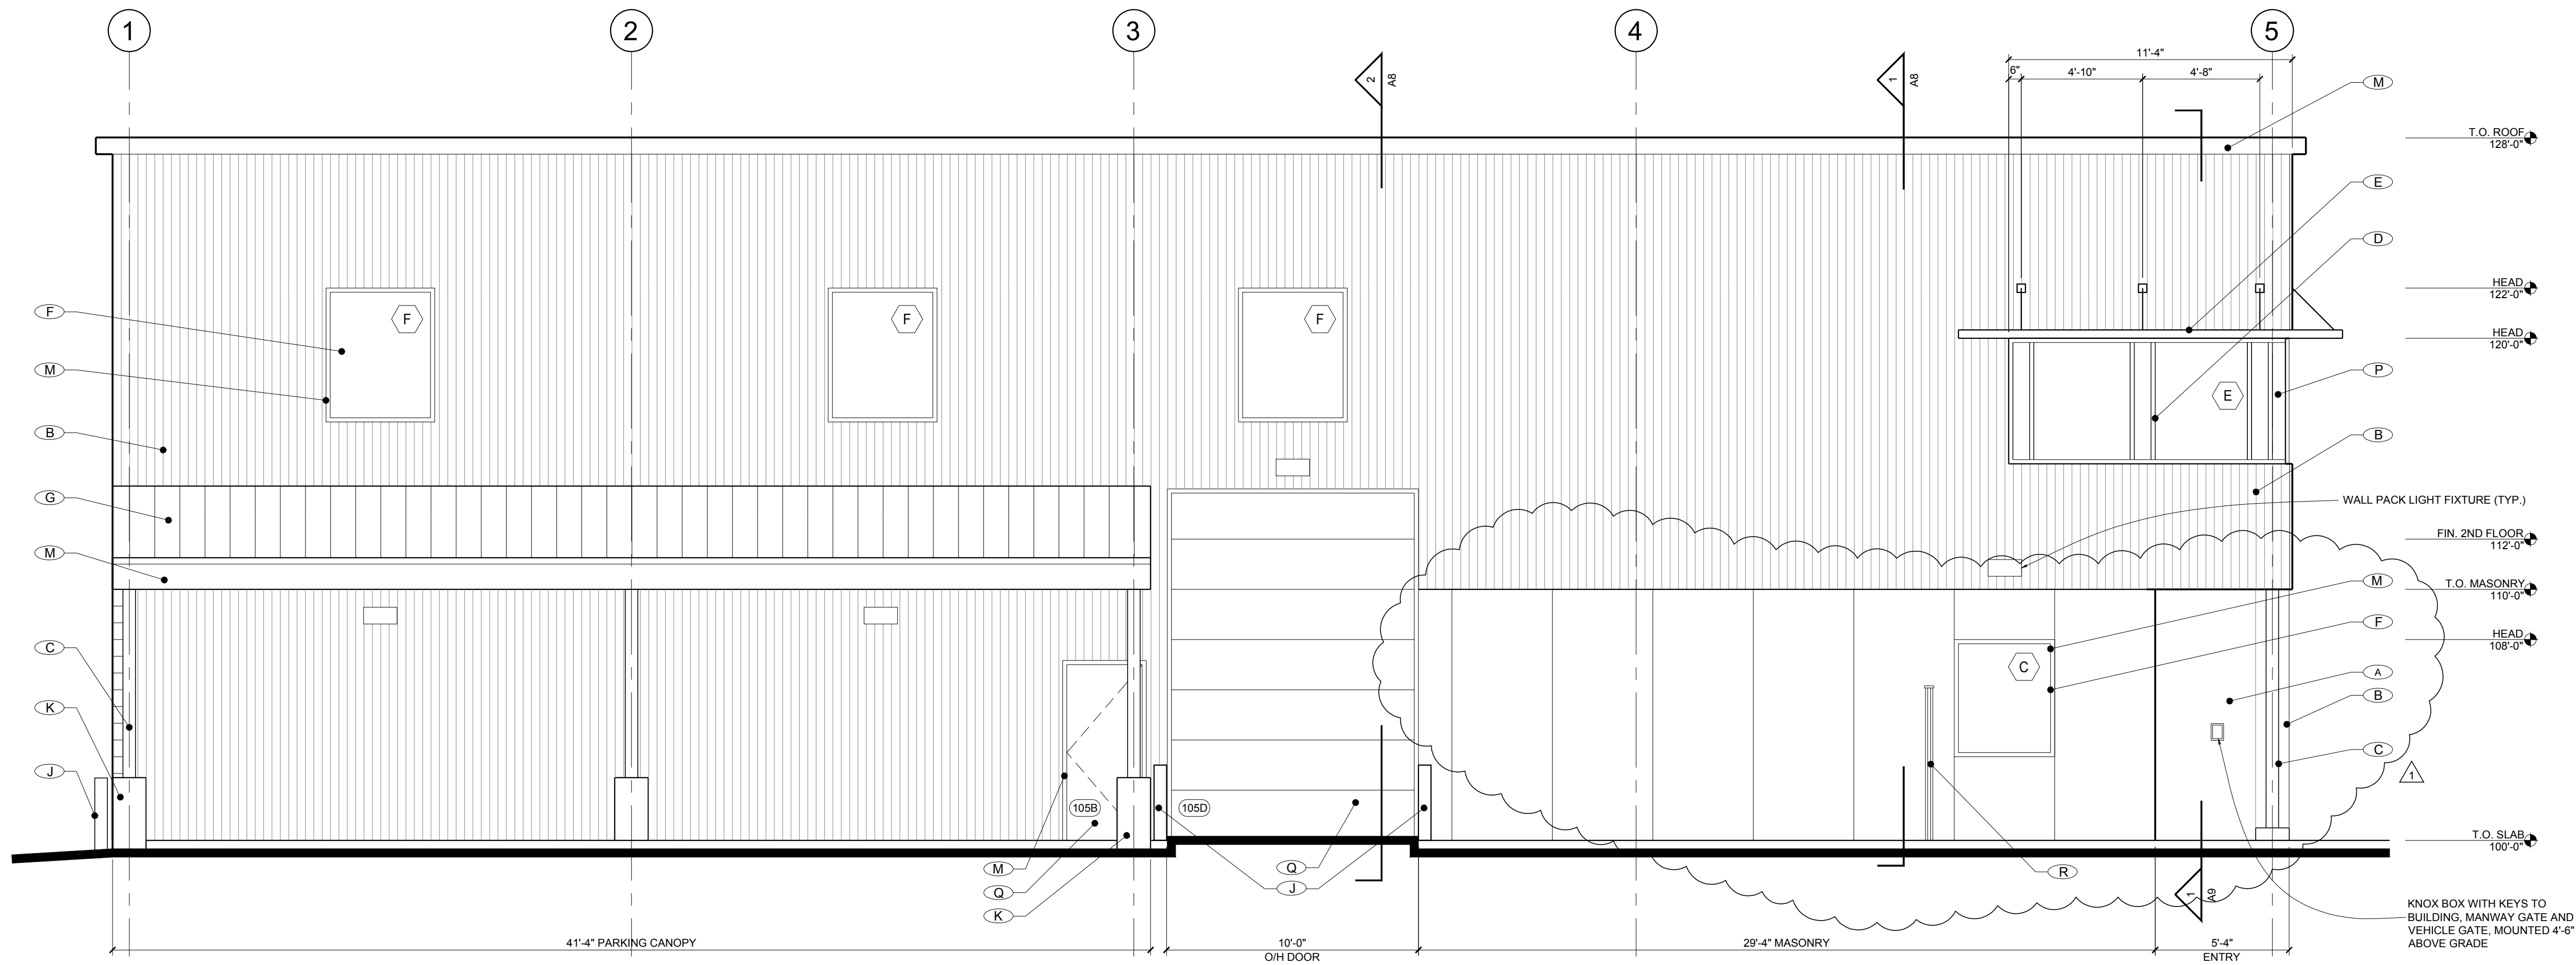 1
2
3
4
5
2
A8
1
A8
11'-4"
6"
4'-10"
4'-8"
M
T.O. ROOF
128'-0"
E
D
HEAD
122'-0"
F
F
F
F
HEAD
120'-0"
M
P
E
B
B
G
WALL PACK LIGHT FIXTURE (TYP.)
FIN. 2ND FLOOR
112'-0"
M
M
T.O. MASONRY
110'-0"
F
HEAD
108'-0"
C
C
A
K
B
C
J
1
105B
105D
T.O. SLAB
100'-0"
M
Q
R
Q
J
K
1
A9
KNOX BOX WITH KEYS TO
BUILDING, MANWAY GATE AND
VEHICLE GATE, MOUNTED 4'-6"
ABOVE GRADE
41'-4" PARKING CANOPY
10'-0"
O/H DOOR
29'-4" MASONRY
5'-4"
ENTRY